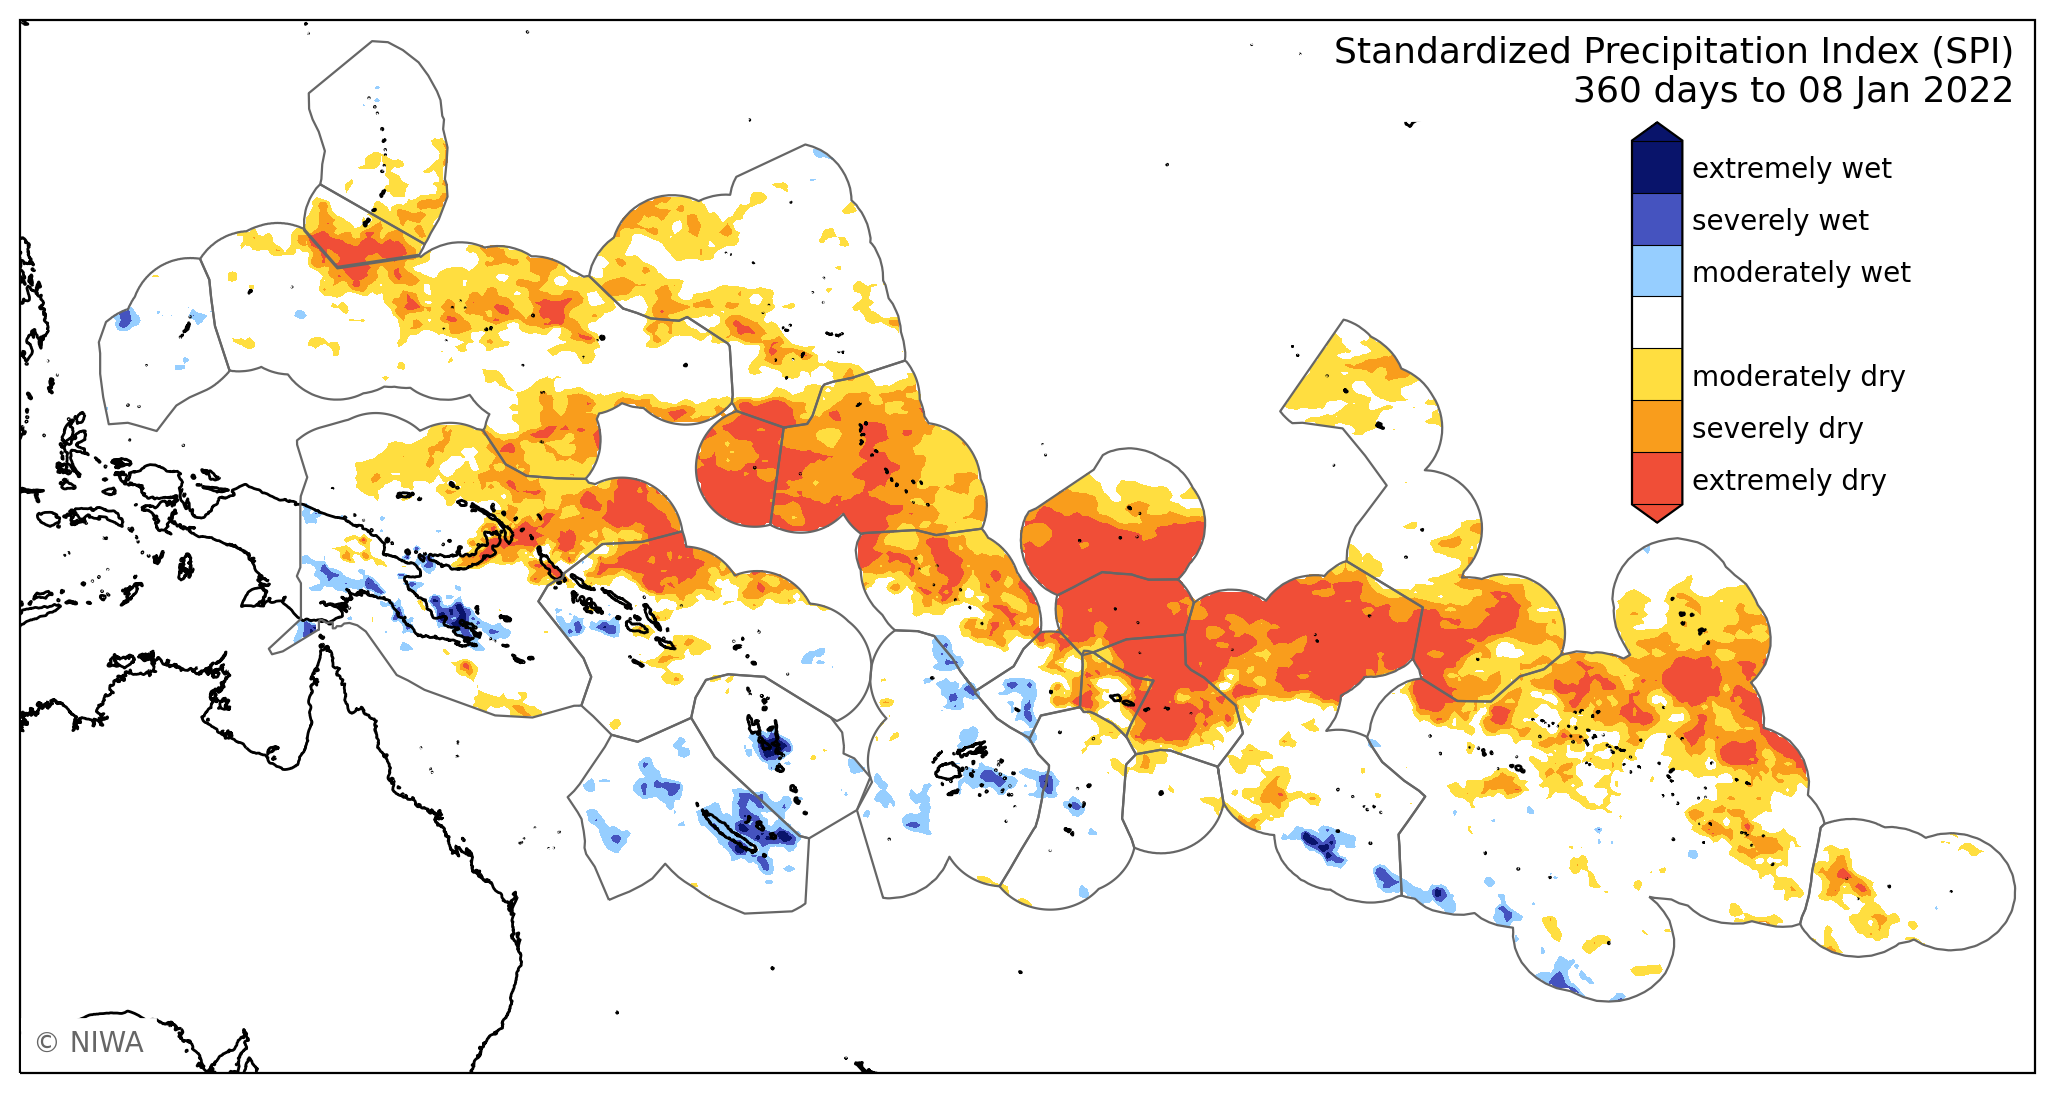 Standardized Precipitation Index (SPI)
360 days to 08 Jan 2022
extremely wet
severely wet
moderately wet
moderately dry
severely dry
extremely dry
© NIWA